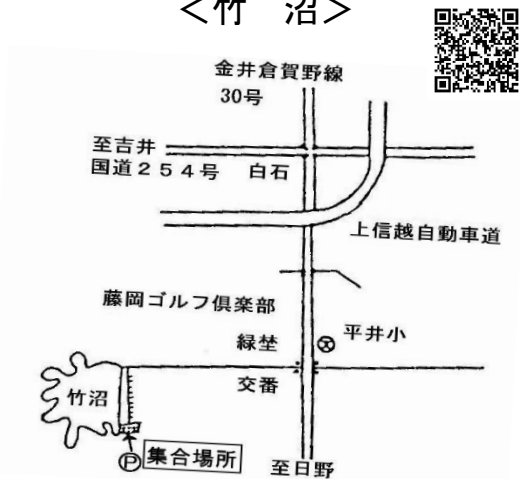 <竹　沼>
金井倉賀野線
30号
至吉井
国道２５４号　白石
上信越自動車道
藤岡ゴルフ倶楽部
緑埜
平井小
文
交番
竹沼
Ⓟ 集合場所
至日野